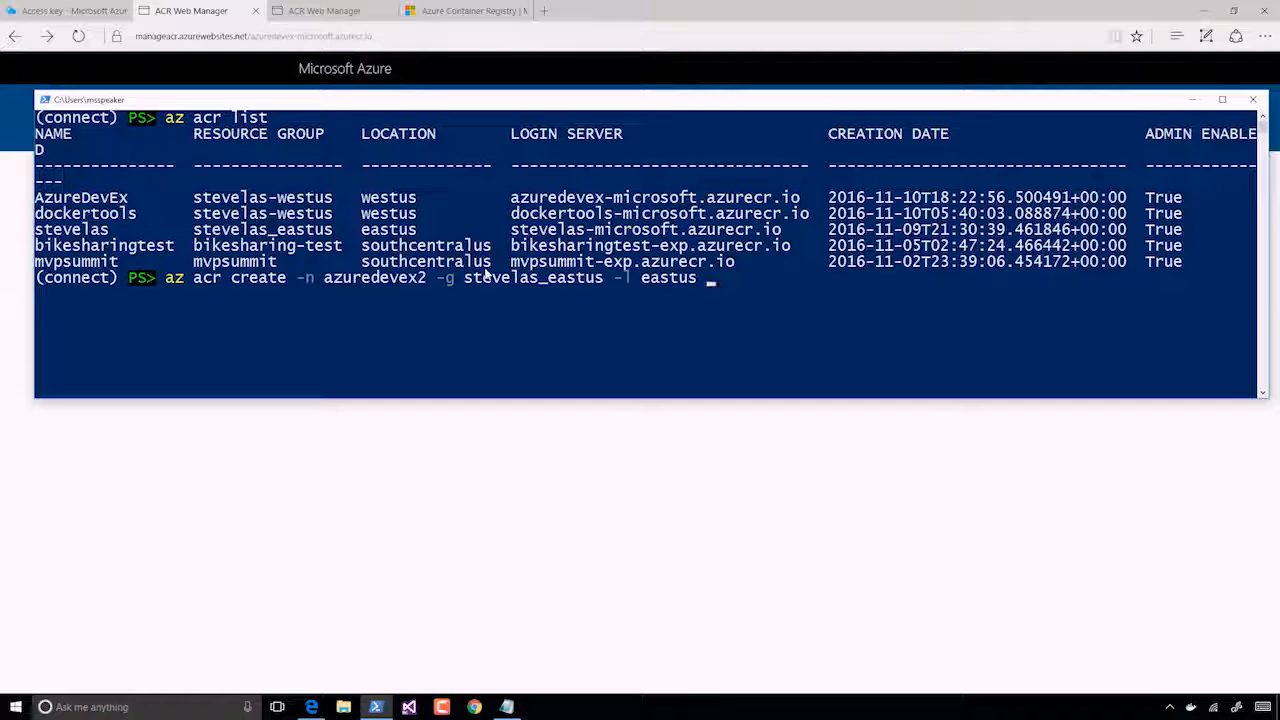 Access key - Microsoft Azur
ACR Web Manager
ACR Web Manager
Azure Container Registry | M
manageacr.azurewebsites.net/azuredevex-microsoft.azurecr.io
Microsoft Azure
C:\Users\msspeaker
(connect) PS> az acr list
NAME RESOURCE GROUP LOCATION LOGIN SERVER CREATION DATE ADMIN ENABLE
D
--------------- ---------------- -------------- -------------------------------- -------------------------------- ------------
---
AzureDevEx stevelas-westus westus azuredevex-microsoft.azurecr.io 2016-11-10T18:22:56.500491+00:00 True
dockertools stevelas-westus westus dockertools-microsoft.azurecr.io 2016-11-10T05:40:03.088874+00:00 True
stevelas stevelas_eastus eastus stevelas-microsoft.azurecr.io 2016-11-09T21:30:39.461846+00:00 True
bikesharingtest bikesharing-test southcentralus bikesharingtest-exp.azurecr.io 2016-11-05T02:47:24.466442+00:00 True
mvpsummit mvpsummit southcentralus mvpsummit-exp.azurecr.io 2016-11-02T23:39:06.454172+00:00 True
(connect) PS> az acr create -n azuredevex2 -g stevelas_eastus -l eastus
Ask me anything